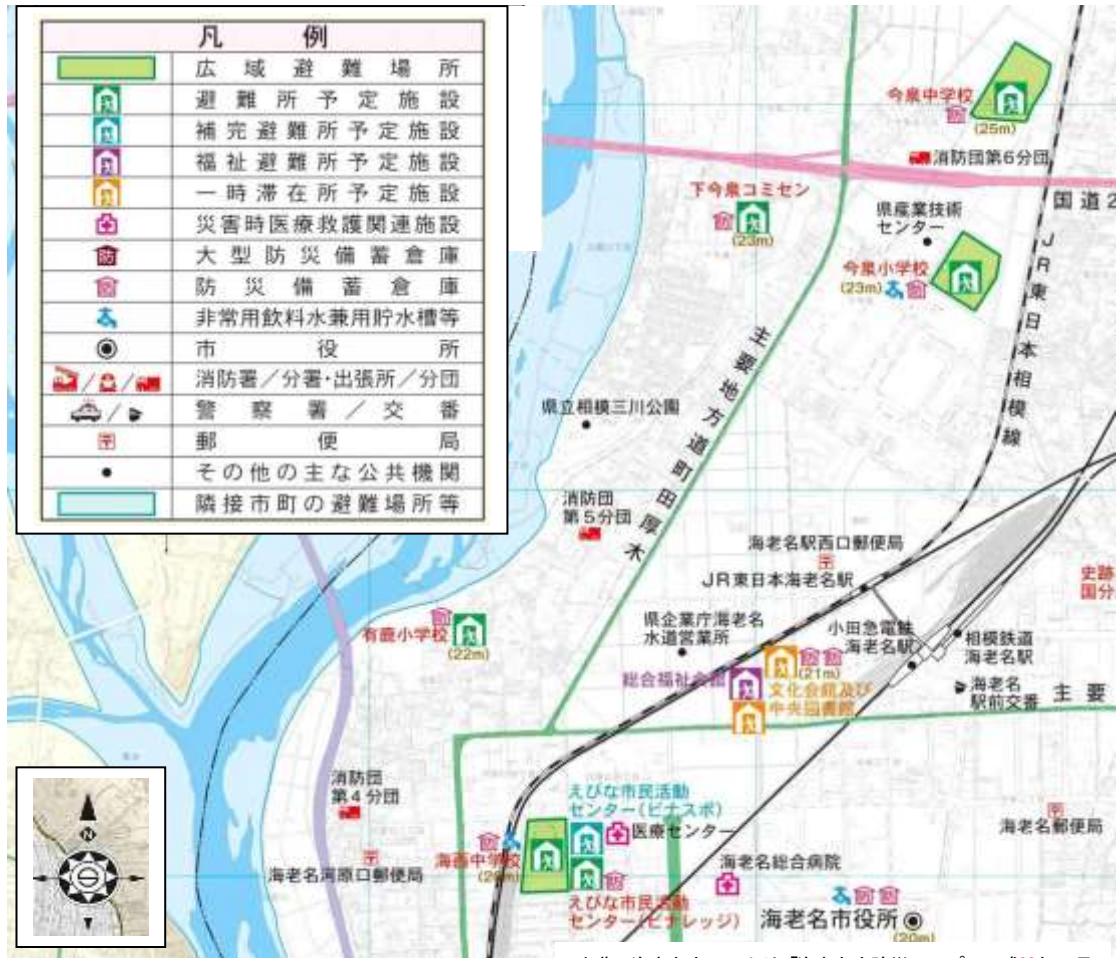 凡例
広域避難場所
避難所予定施設
補完避難所予定施設
福祉避難所予定施設
一時滞在所予定施設
災害時医療救護関連施設
大型防災備蓄倉庫
防災備蓄倉庫
非常用飲料水兼用貯水槽等
市役所
消防署/分署・出張所/分団
警察署/交番
郵便局
その他の主な公共機関
隣接市町の避難場所等
今泉中学校
(25m)
消防団第6分団
国道2
下今泉コミセン
(23m)
県産業技術
センター
今泉小学校
(23m)
JR東日本相模線
主要地方道町田厚木
県立相模三川公園
消防団
第5分団
海老名駅西口郵便局
JR東日本海老名駅
史跡
国分
有鹿小学校
(22m)
県企業庁海老名
水道営業所
小田急電鉄
海老名駅
相模鉄道
海老名駅
総合福祉会館
(21m)
文化会館及び
中央図書館
海老名
駅前交番
主要
消防団
第4分団
えびな市民活動
センター(ビナスポ)
医療センター
海西中学校
海老名河原口郵便局
えびな市民活動
センター(ビナレッジ)
海老名総合病院
海老名郵便局
海老名市役所
(20m)
N